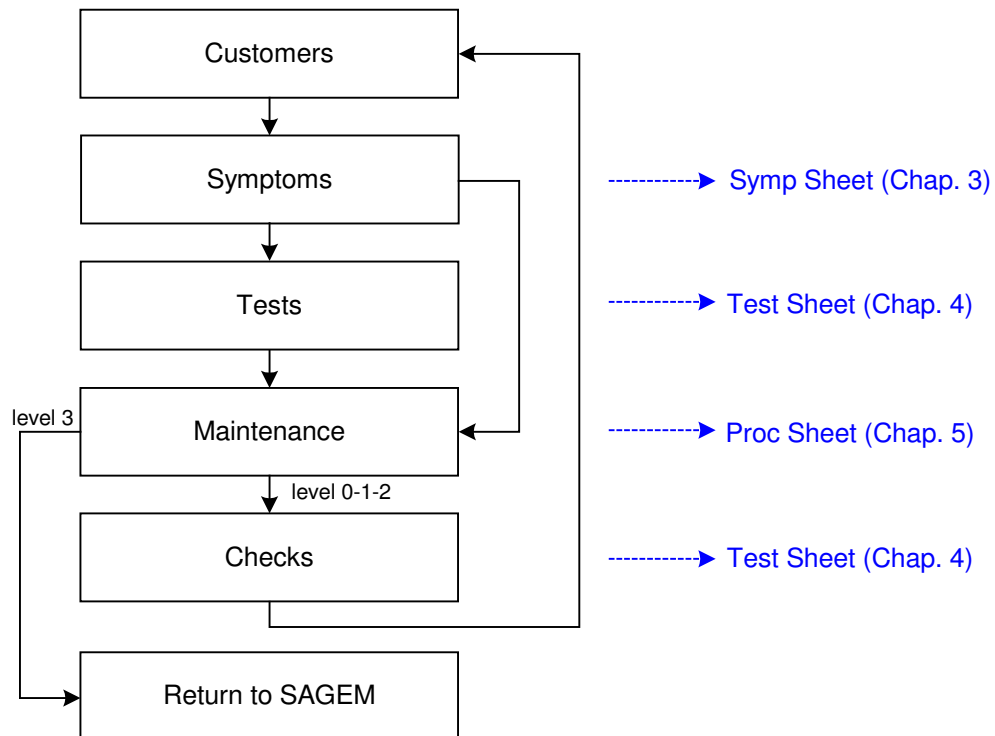 Customers
Symptoms
Symp Sheet (Chap. 3)
Tests
Test Sheet (Chap. 4)
level 3
Maintenance
Proc Sheet (Chap. 5)
level 0-1-2
Checks
Test Sheet (Chap. 4)
Return to SAGEM